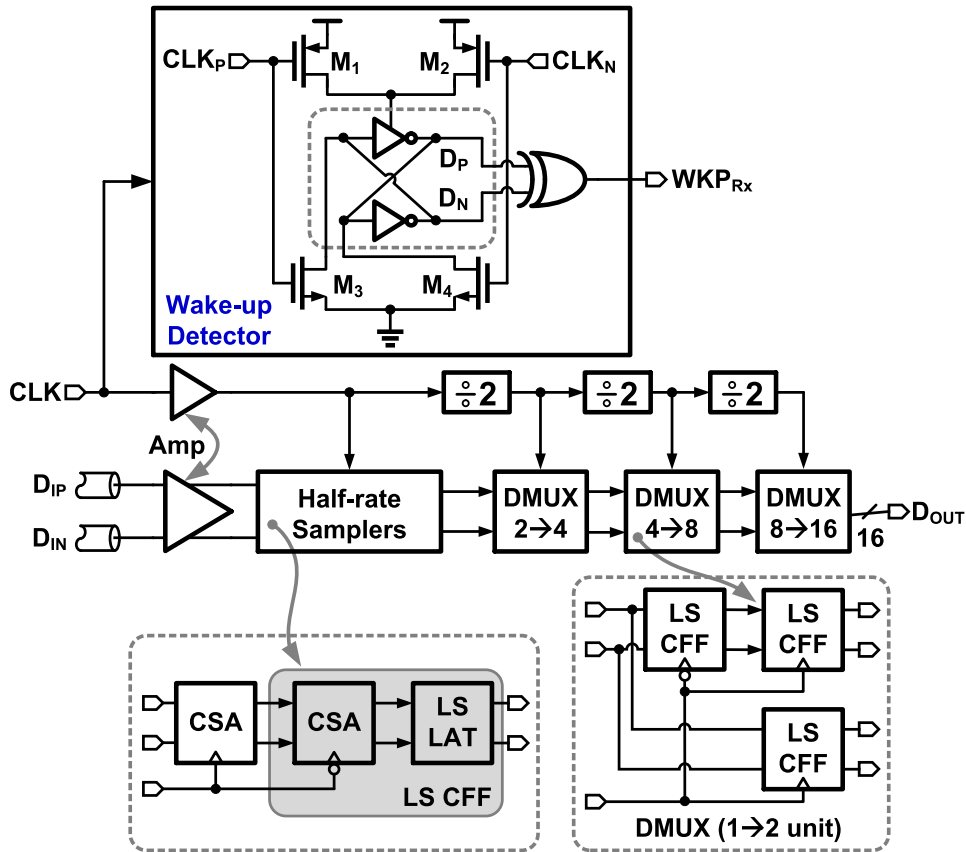 CLKP
M1
M2
CLKN
DP
DN
WKPRx
M3
M4
Wake-up
Detector
CLK
÷2
÷2
÷2
Amp
DIP
DIN
Half-rate
Samplers
DMUX
2→4
DMUX
4→8
DMUX
8→16
16
DOUT
CSA
CSA
LS
LAT
LS CFF
LS
CFF
LS
CFF
LS
CFF
DMUX (1→2 unit)